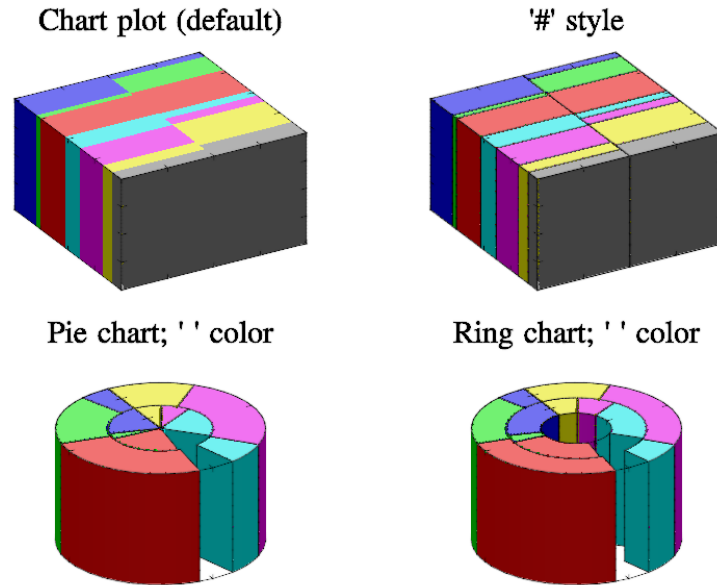 Chart plot (default)
'#' style
Pie chart; ' ' color
Ring chart; ' ' color